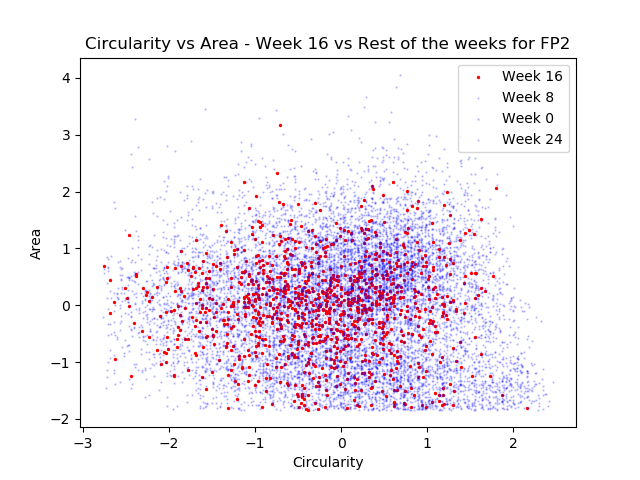 Circularity vs Area - Week 16 vs Rest of the weeks for FP2
Week 16
Week 8
Week 0
Week 24
4
3
2
1
0
−1
−2
Area
−3
−2
−1
0
1
2
Circularity